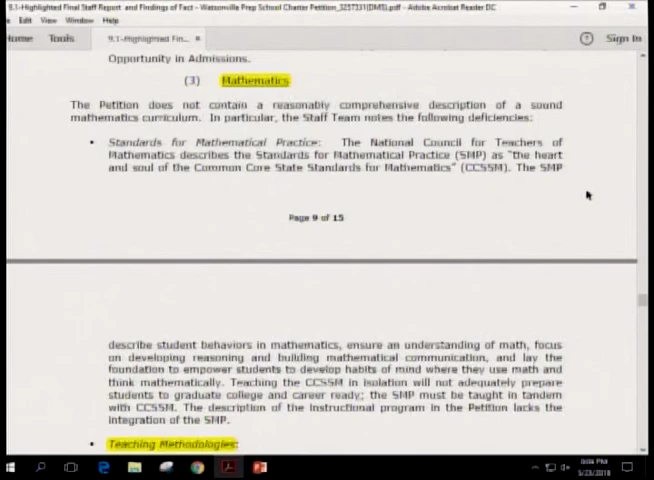 9.1-Highlighted Final Staff Report and Findings of Fact - Watsonville Prep School Charter Petition_3257331(DMS).pdf - Adobe Acrobat Reader DC
Edit View Window Help
Home Tools 9.1-Highlighted Fin... × Sign In
Opportunity in Admissions.
(3) Mathematics
The Petition does not contain a reasonably comprehensive description of a sound
mathematics curriculum. In particular, the Staff Team notes the following deficiencies:
• Standards for Mathematical Practice: The National Council for Teachers of
Mathematics describes the Standards for Mathematical Practice (SMP) as "the heart
and soul of the Common Core State Standards for Mathematics" (CCSSM). The SMP
Page 9 of 15
describe student behaviors in mathematics, ensure an understanding of math, focus
on developing reasoning and building mathematical communication, and lay the
foundation to empower students to develop habits of mind where they use math and
think mathematically. Teaching the CCSSM in isolation will not adequately prepare
students to graduate college and career ready; the SMP must be taught in tandem
with CCSSM. The description of the instructional program in the Petition lacks the
integration of the SMP.
• Teaching Methodologies:
5/23/2018